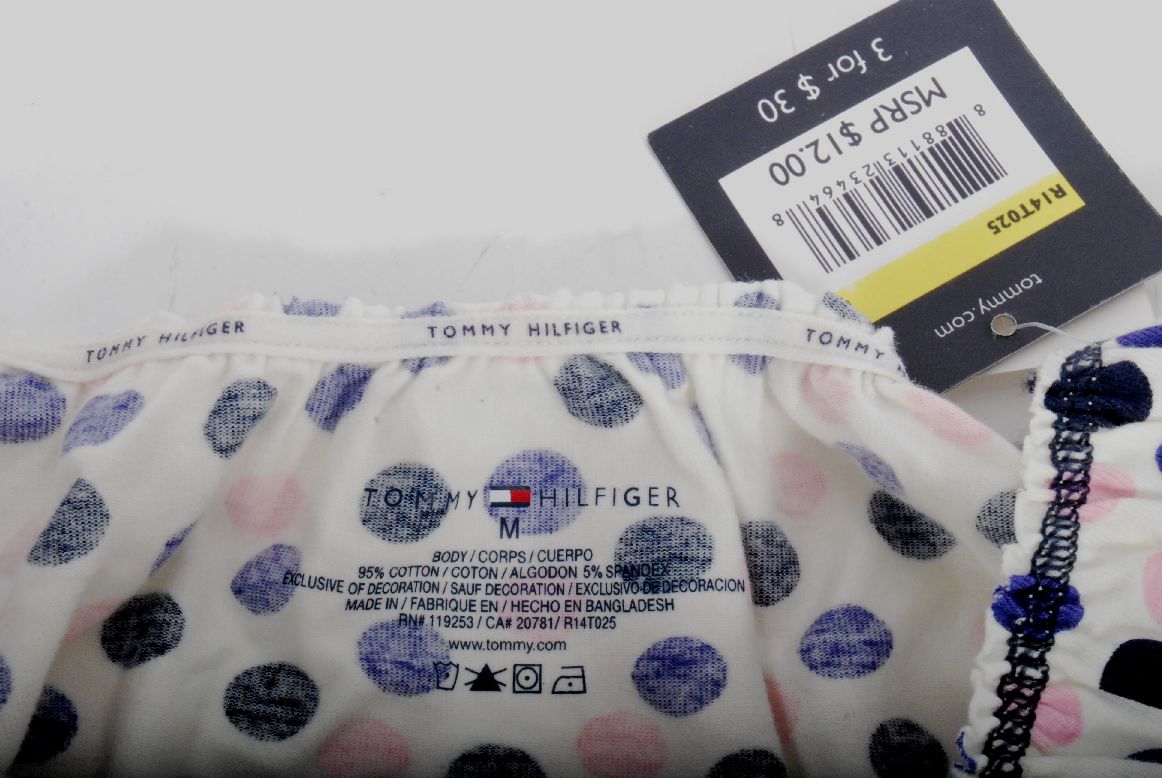 3 for $ 30
MSRP $12.00
8 88113 23464 8
R14T025
tommy.com
TOMMY HILFIGER TOMMY HILFIGER TOMMY
TOMMY HILFIGER
M
BODY / CORPS / CUERPO
95% COTTON / COTON / ALGODON 5% SPANDEX
EXCLUSIVE OF DECORATION / SAUF DECORATION / EXCLUSIVO DE DECORACION
MADE IN / FABRIQUE EN / HECHO EN BANGLADESH
RN# 119253 / CA# 20781/ R14T025
www.tommy.com